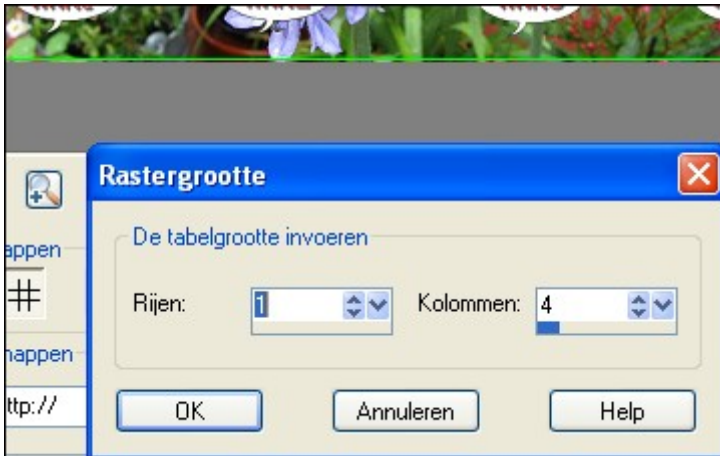 Rastergrootte
De tabelgrootte invoeren
Rijen: 1 Kolommen: 4
OK Annuleren Help
appen
happen
ttp://